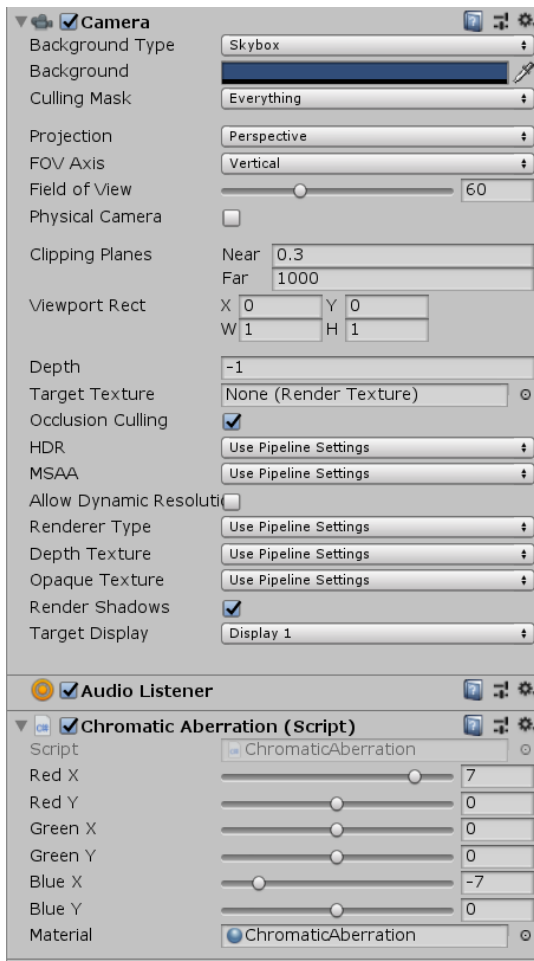 Camera
Background Type Skybox
Background
Culling Mask Everything
Projection Perspective
FOV Axis Vertical
Field of View 60
Physical Camera
Clipping Planes Near 0.3
Far 1000
Viewport Rect X 0 Y 0
W 1 H 1
Depth -1
Target Texture None (Render Texture)
Occlusion Culling
HDR Use Pipeline Settings
MSAA Use Pipeline Settings
Allow Dynamic Resoluti
Renderer Type Use Pipeline Settings
Depth Texture Use Pipeline Settings
Opaque Texture Use Pipeline Settings
Render Shadows
Target Display Display 1
Audio Listener
Chromatic Aberration (Script)
Script ChromaticAberration
Red X 7
Red Y 0
Green X 0
Green Y 0
Blue X -7
Blue Y 0
Material ChromaticAberration